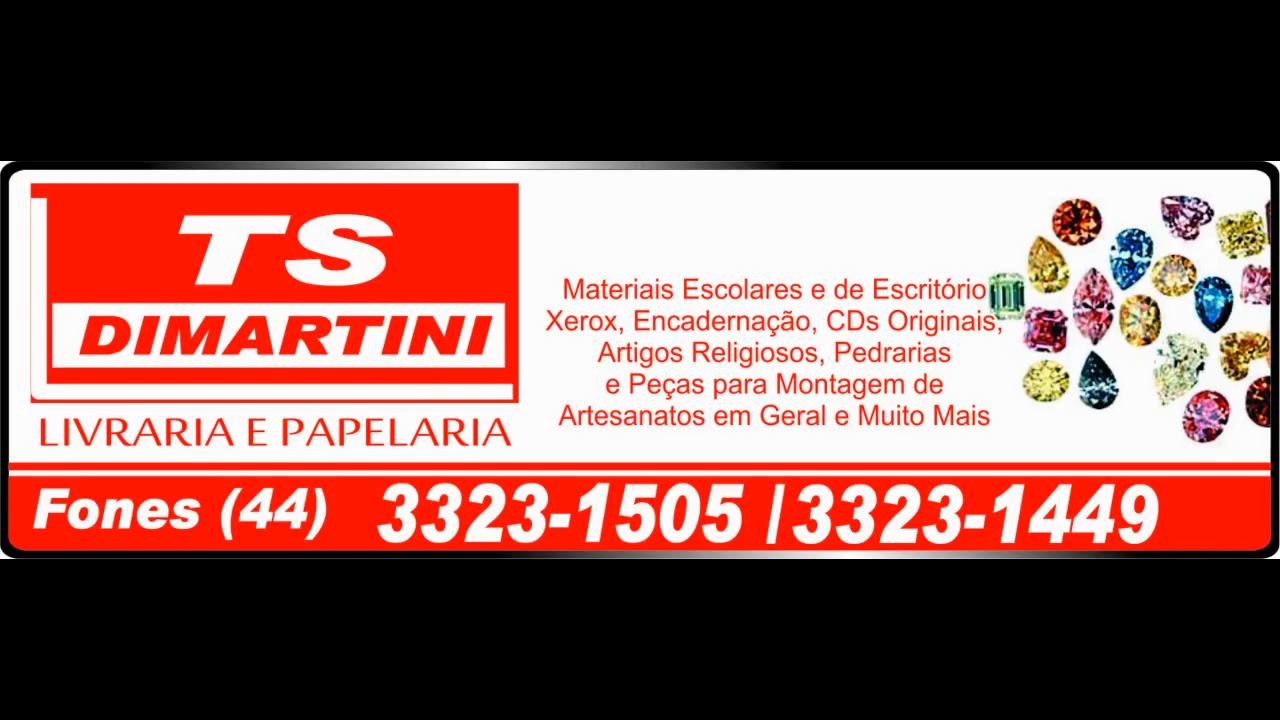 TS
DIMARTINI
LIVRARIA E PAPELARIA
Materiais Escolares e de Escritório
Xerox, Encadernação, CDs Originais,
Artigos Religiosos, Pedrarias
e Peças para Montagem de
Artesanatos em Geral e Muito Mais
Fones (44) 3323-1505 / 3323-1449